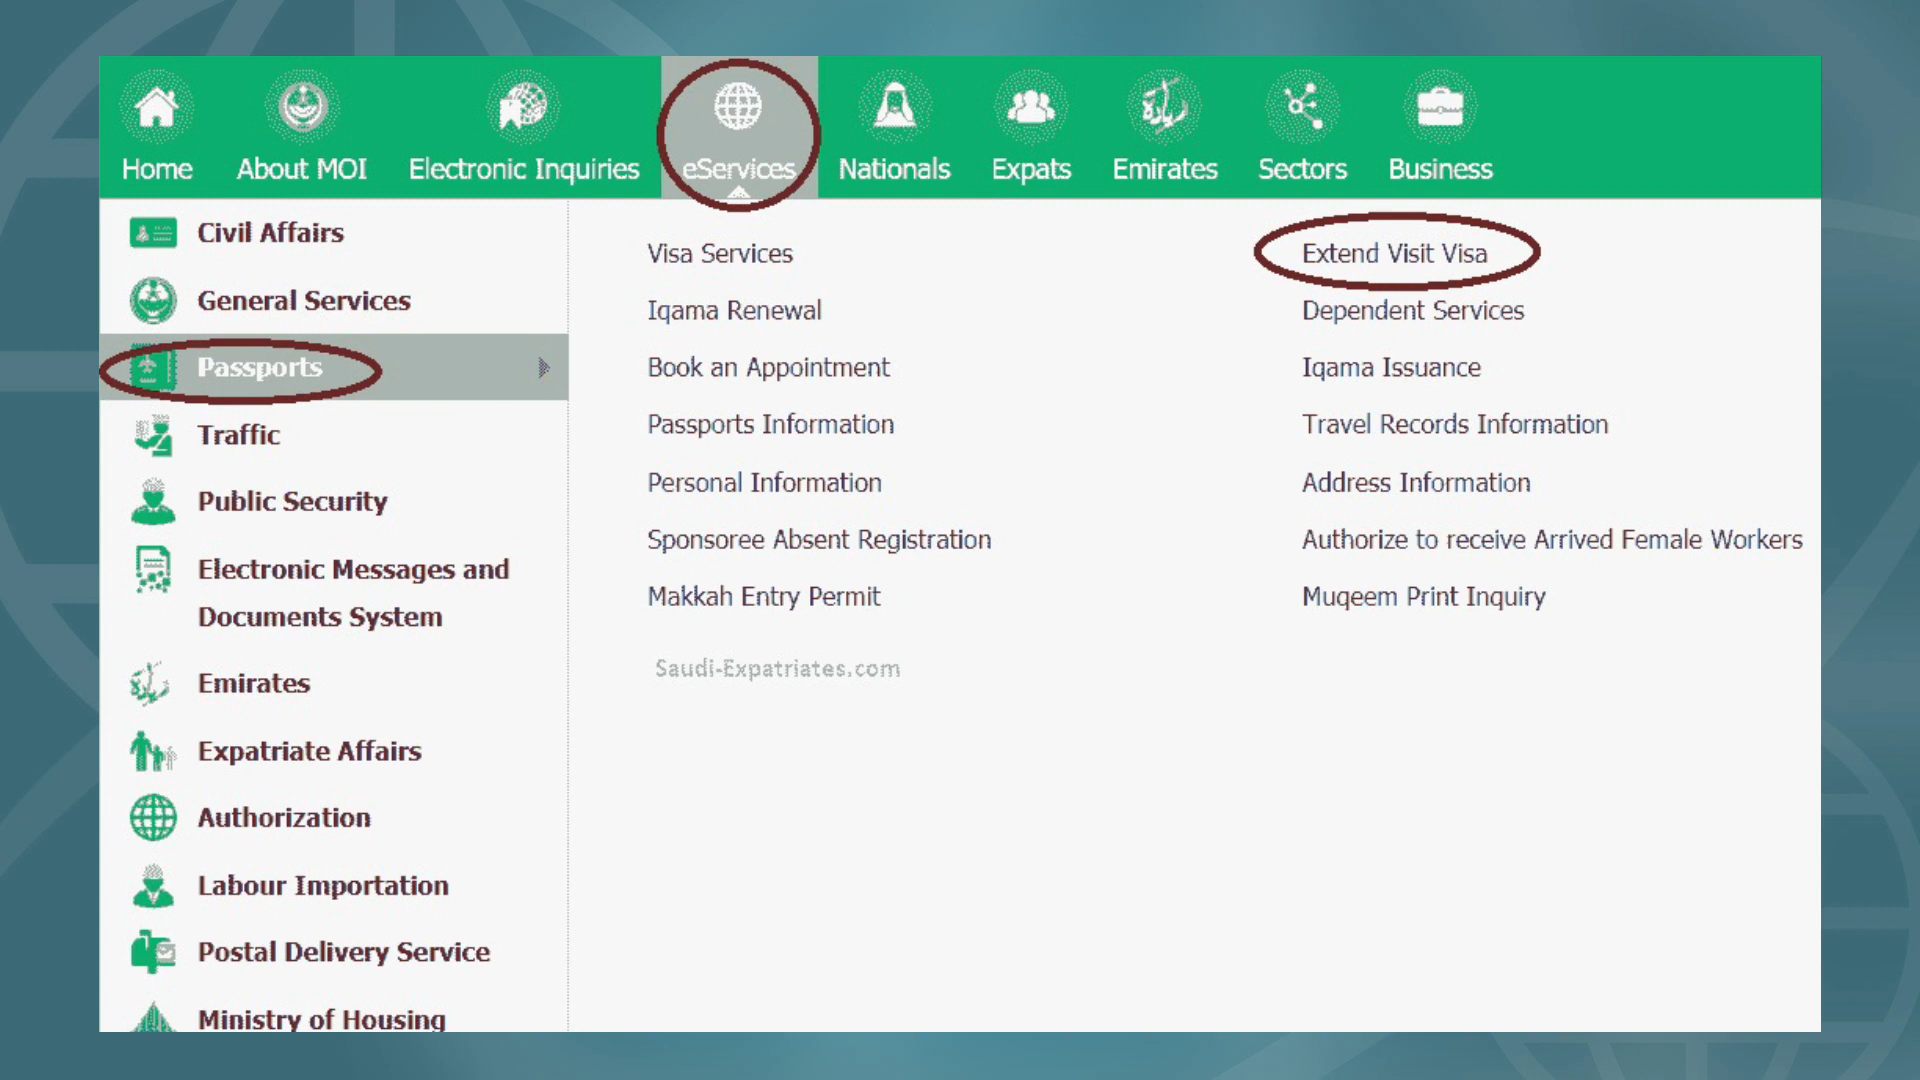 Home
About MOI
Electronic Inquiries
eServices
Nationals
Expats
Emirates
Sectors
Business
Civil Affairs
General Services
Passports
Traffic
Public Security
Electronic Messages and
Documents System
Emirates
Expatriate Affairs
Authorization
Labour Importation
Postal Delivery Service
Ministry of Housing
Visa Services
Iqama Renewal
Book an Appointment
Passports Information
Personal Information
Sponsoree Absent Registration
Makkah Entry Permit
Extend Visit Visa
Dependent Services
Iqama Issuance
Travel Records Information
Address Information
Authorize to receive Arrived Female Workers
Muqeem Print Inquiry
Saudi-Expatriates.com